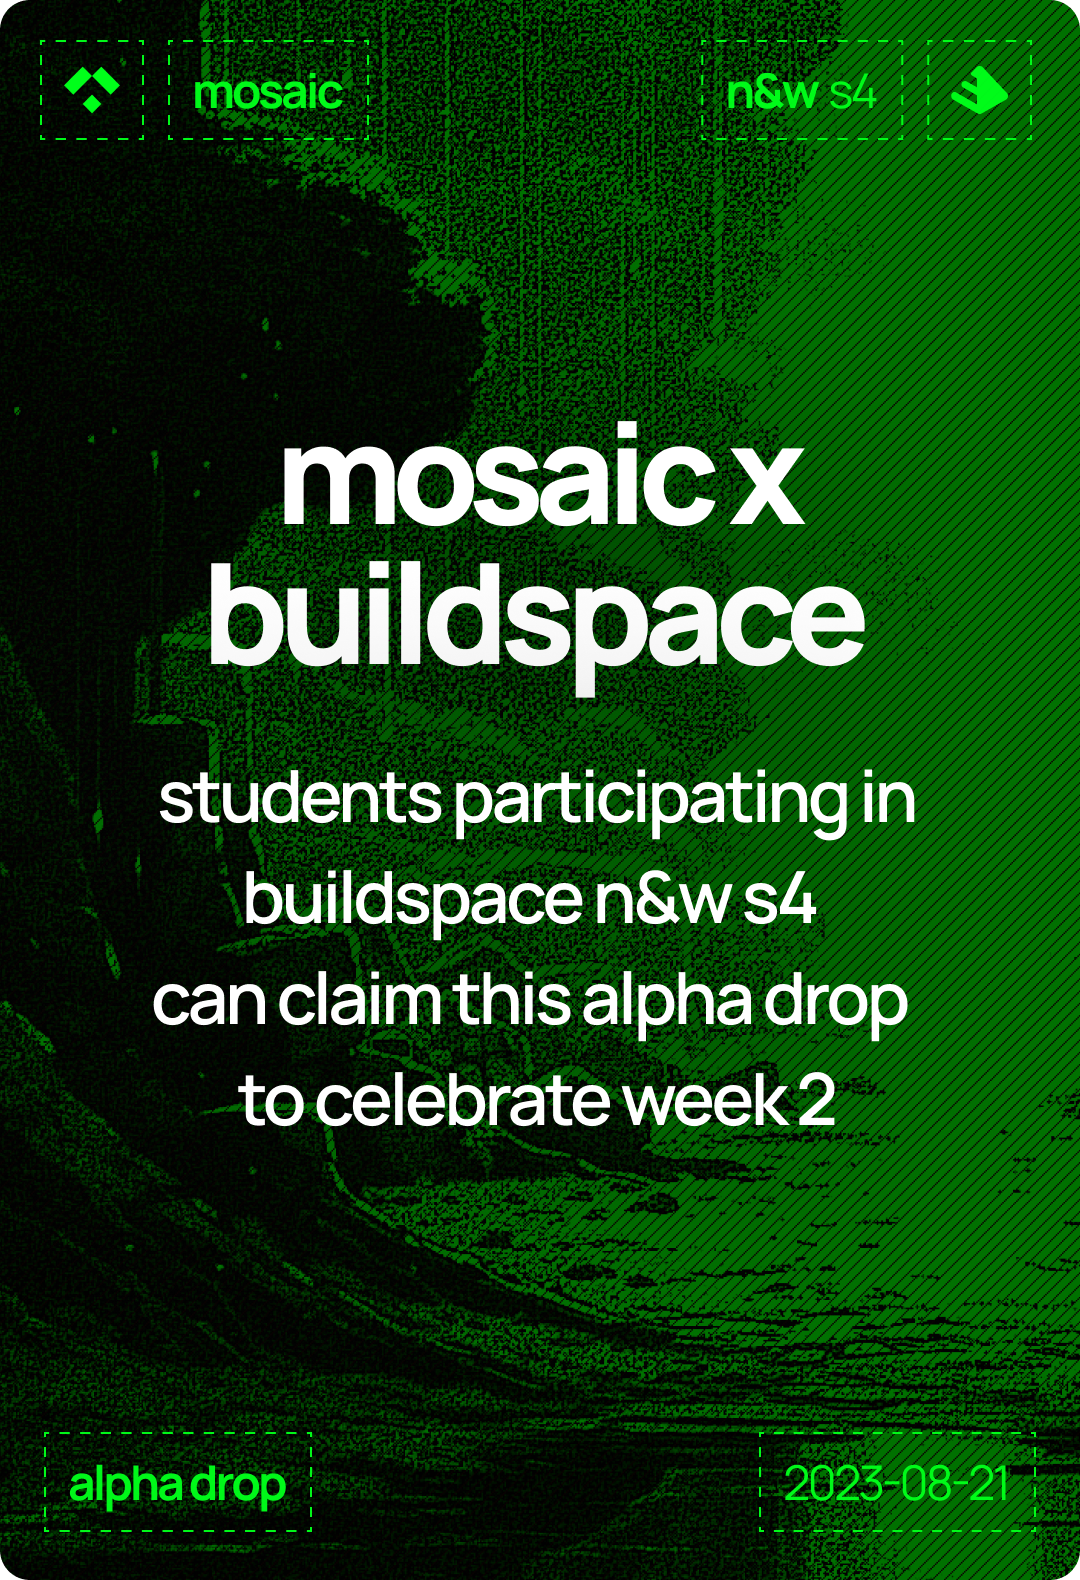 mosaic
n&w s4
mosaic x
buildspace
students participating in
buildspace n&w s4
can claim this alpha drop
to celebrate week 2
alpha drop
2023-08-21